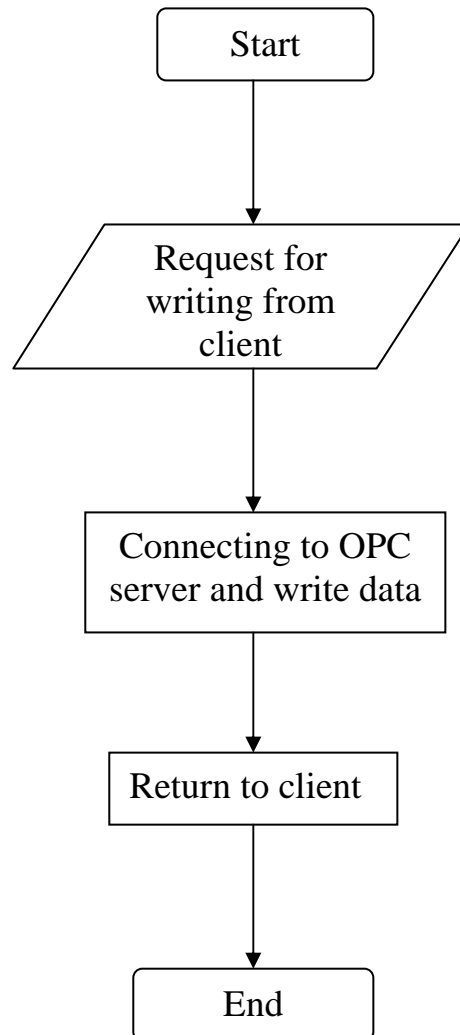 Start
Request for
writing from
client
Connecting to OPC
server and write data
Return to client
End